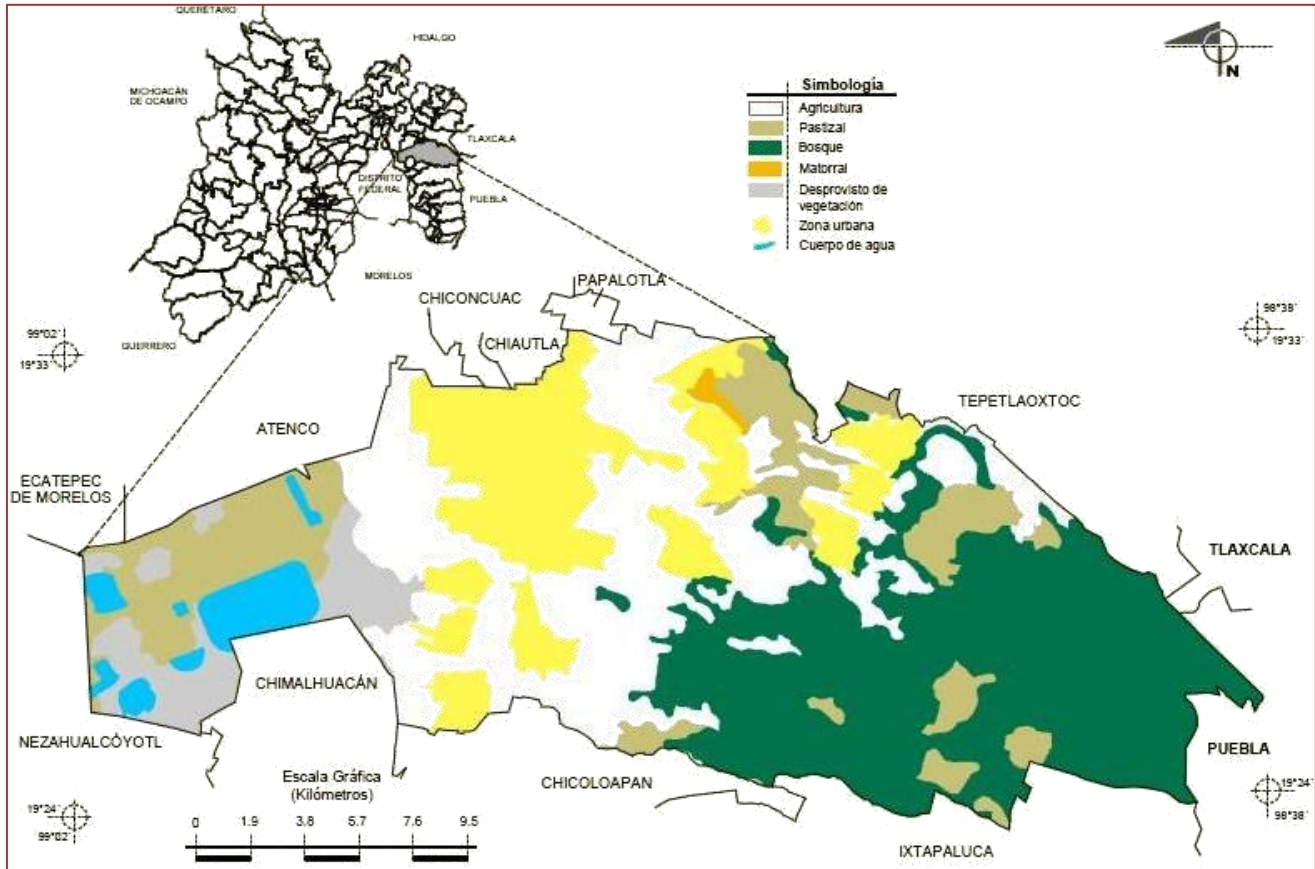 QUERÉTARO
HIDALGO
MICHOACÁN
DE OCAMPO
TLAXCALA
DISTRITO
FEDERAL
PUEBLA
MORELOS
GUERRERO
N
Simbología
Agricultura
Pastizal
Bosque
Matorral
Desprovisto de
vegetación
Zona urbana
Cuerpo de agua
PAPALOTLA
CHICONCUAC
CHIAUTLA
99°02´
19°33´
98°38´
19°33´
TEPETLAOXTOC
ATENCO
ECATEPEC
DE MORELOS
TLAXCALA
CHIMALHUACÁN
NEZAHUALCÓYOTL
PUEBLA
CHICOLOAPAN
Escala Gráfica
(Kilómetros)
0 1.9 3.8 5.7 7.6 9.5
19°24´
99°02´
19°24´
98°38´
IXTAPALUCA